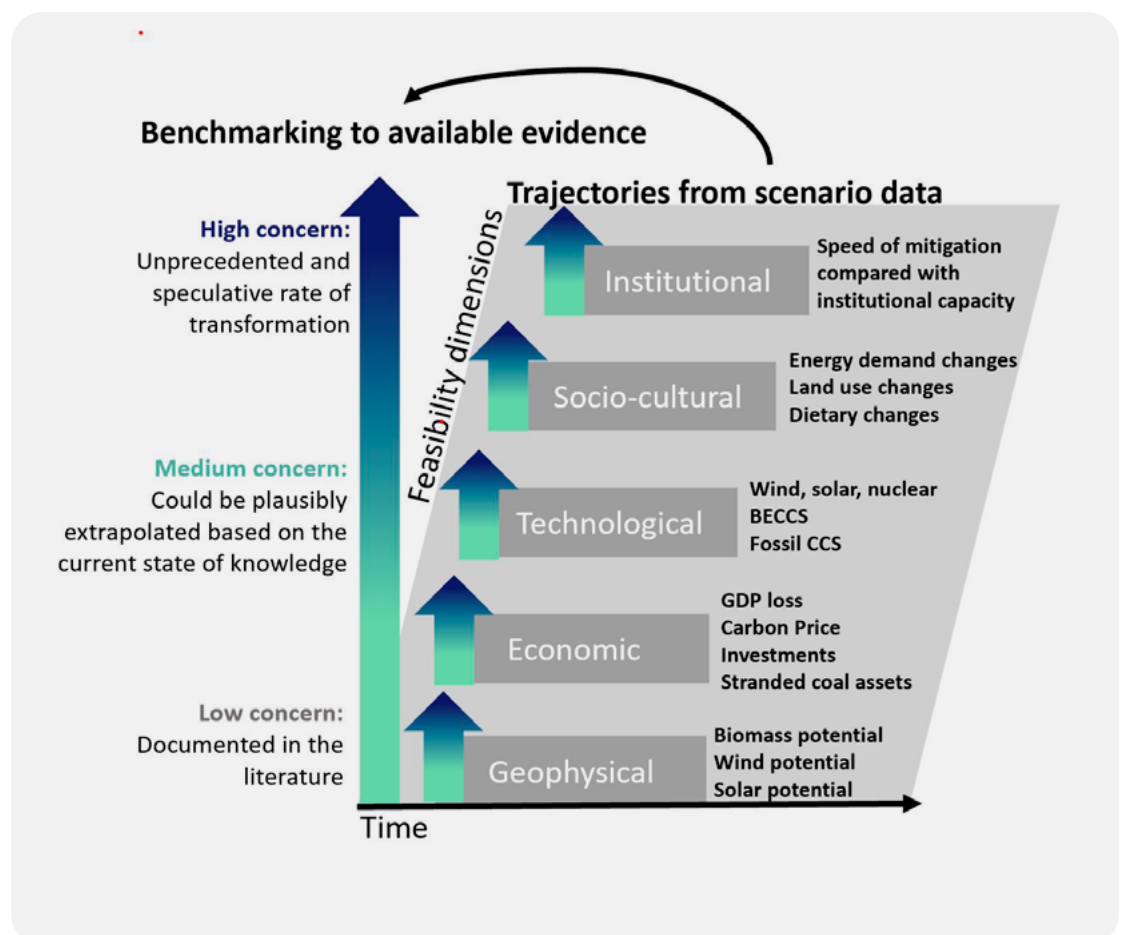 Benchmarking to available evidence
Trajectories from scenario data
High concern:
Unprecedented and
speculative rate of
transformation
Medium concern:
Could be plausibly
extrapolated based on the
current state of knowledge
Low concern:
Documented in the
literature
Feasibility dimensions
Institutional
Speed of mitigation
compared with
institutional capacity
Socio-cultural
Energy demand changes
Land use changes
Dietary changes
Technological
Wind, solar, nuclear
BECCS
Fossil CCS
Economic
GDP loss
Carbon Price
Investments
Stranded coal assets
Geophysical
Biomass potential
Wind potential
Solar potential
Time